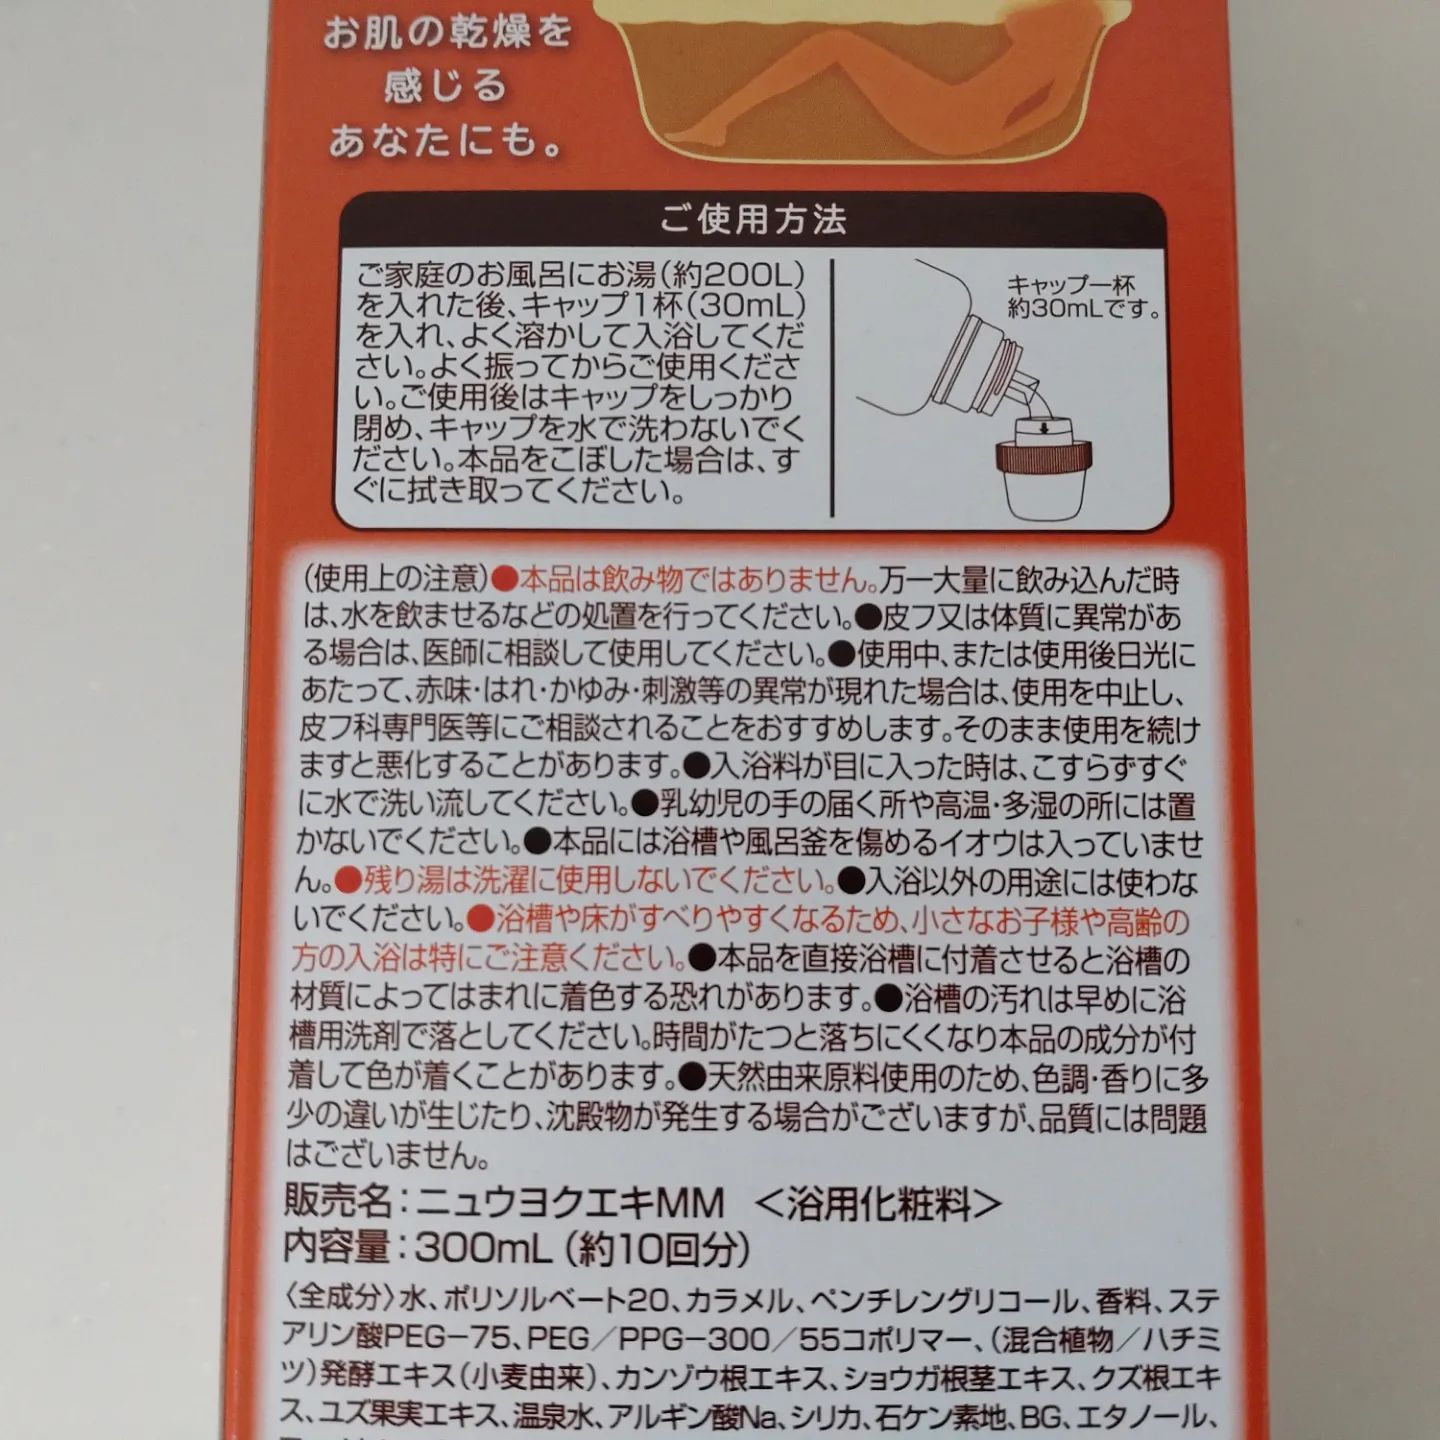 お肌の乾燥を
感じる
あなたにも。
ご使用方法
ご家庭のお風呂にお湯(約200L)
を入れた後、キャップ1杯(30mL)
を入れ、よく溶かして入浴してくだ
さい。よく振ってからご使用くださ
い。ご使用後はキャップをしっかり
閉め、キャップを水で洗わないでく
ださい。本品をこぼした場合は、す
ぐに拭き取ってください。
キャップ一杯
約30mLです。
(使用上の注意)●本品は飲み物ではありません。万一大量に飲み込んだ時
は、水を飲ませるなどの処置を行ってください。●皮フ又は体質に異常があ
る場合は、医師に相談して使用してください。●使用中、または使用後日光に
あたって、赤味・はれ・かゆみ・刺激等の異常が現れた場合は、使用を中止し、
皮フ科専門医等にご相談されることをおすすめします。そのまま使用を続け
ますと悪化することがあります。●入浴料が目に入った時は、こすらずすぐ
に水で洗い流してください。●乳幼児の手の届く所や高温・多湿の所には置
かないでください。●本品には浴槽や風呂釜を傷めるイオウは入っていませ
ん。●残り湯は洗濯に使用しないでください。●入浴以外の用途には使わな
いでください。●浴槽や床がすべりやすくなるため、小さなお子様や高齢の
方の入浴は特にご注意ください。●本品を直接浴槽に付着させると浴槽の
材質によってはまれに着色する恐れがあります。●浴槽の汚れは早めに浴
槽用洗剤で落としてください。時間がたつと落ちにくくなり本品の成分が付
着して色が着くことがあります。●天然由来原料使用のため、色調・香りに多
少の違いが生じたり、沈殿物が発生する場合がございますが、品質には問題
はございません。
販売名:ニュウヨクエキMM <浴用化粧料>
内容量:300mL(約10回分)
〈全成分〉水、ポリソルベート20、カラメル、ペンチレングリコール、香料、ステ
アリン酸PEG-75、PEG/PPG-300/55コポリマー、(混合植物/ハチミ
ツ)発酵エキス(小麦由来)、カンゾウ根エキス、ショウガ根茎エキス、クズ根エキ
ス、ユズ果実エキス、温泉水、アルギン酸Na、シリカ、石ケン素地、BG、エタノール、